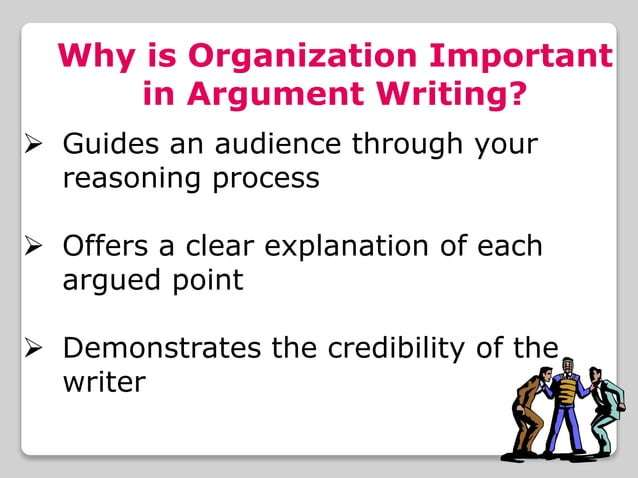 Why is Organization Important
in Argument Writing?
➢ Guides an audience through your
reasoning process
➢ Offers a clear explanation of each
argued point
➢ Demonstrates the credibility of the
writer